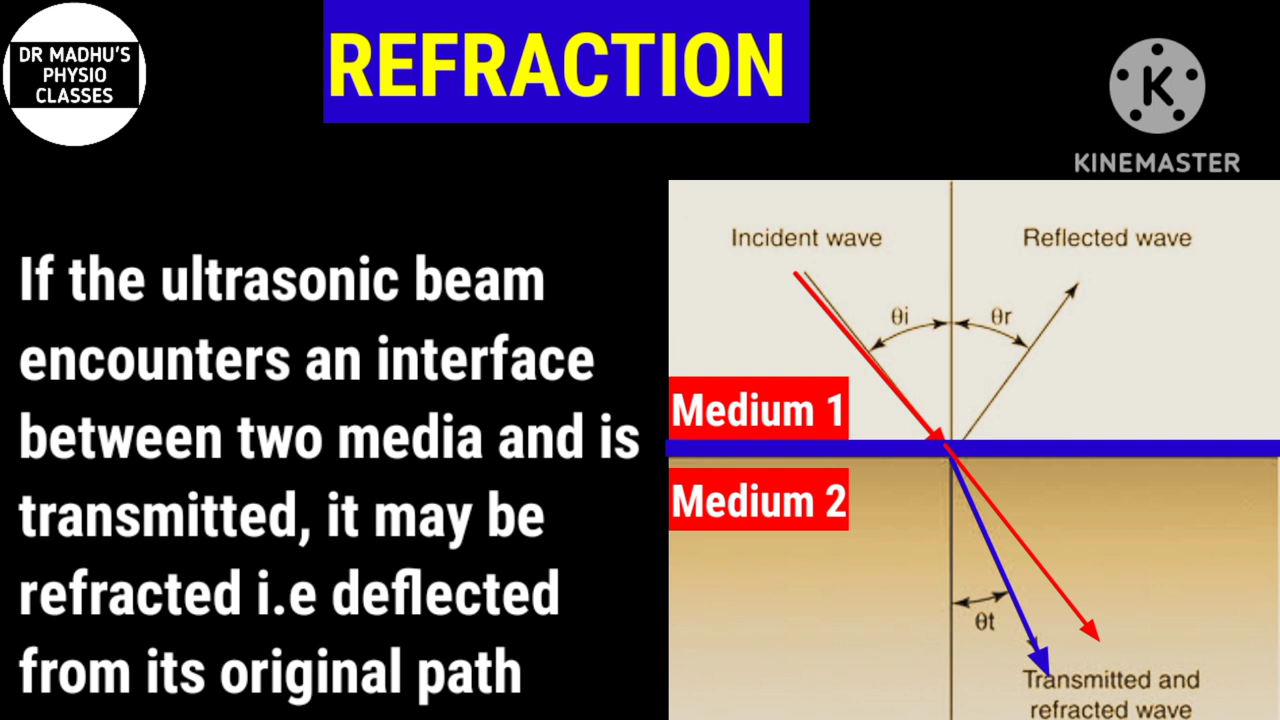 DR MADHU'S
PHYSIO
CLASSES
REFRACTION
K
KINEMASTER
If the ultrasonic beam
encounters an interface
between two media and is
transmitted, it may be
refracted i.e deflected
from its original path
Incident wave
Reflected wave
θi
θr
Medium 1
Medium 2
θt
Transmitted and
refracted wave